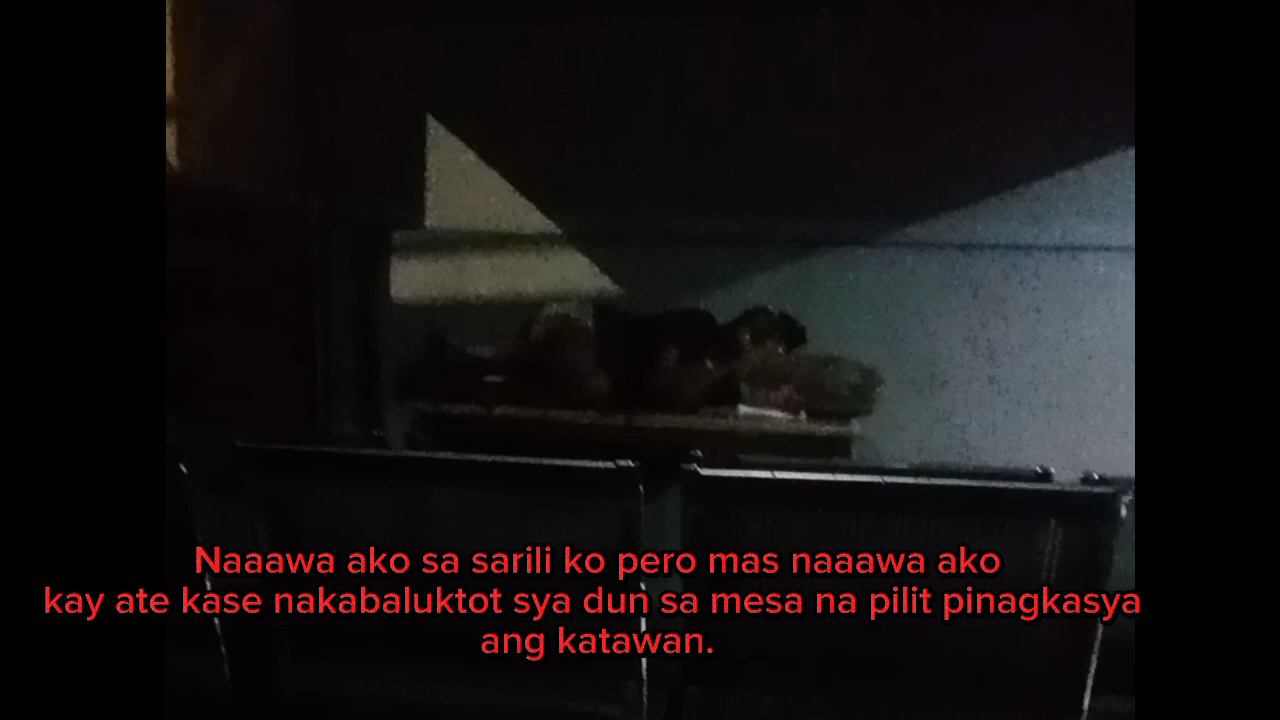 Naaawa ako sa sarili ko pero mas naaawa ako
kay ate kase nakabaluktot sya dun sa mesa na pilit pinagkasya
ang katawan.